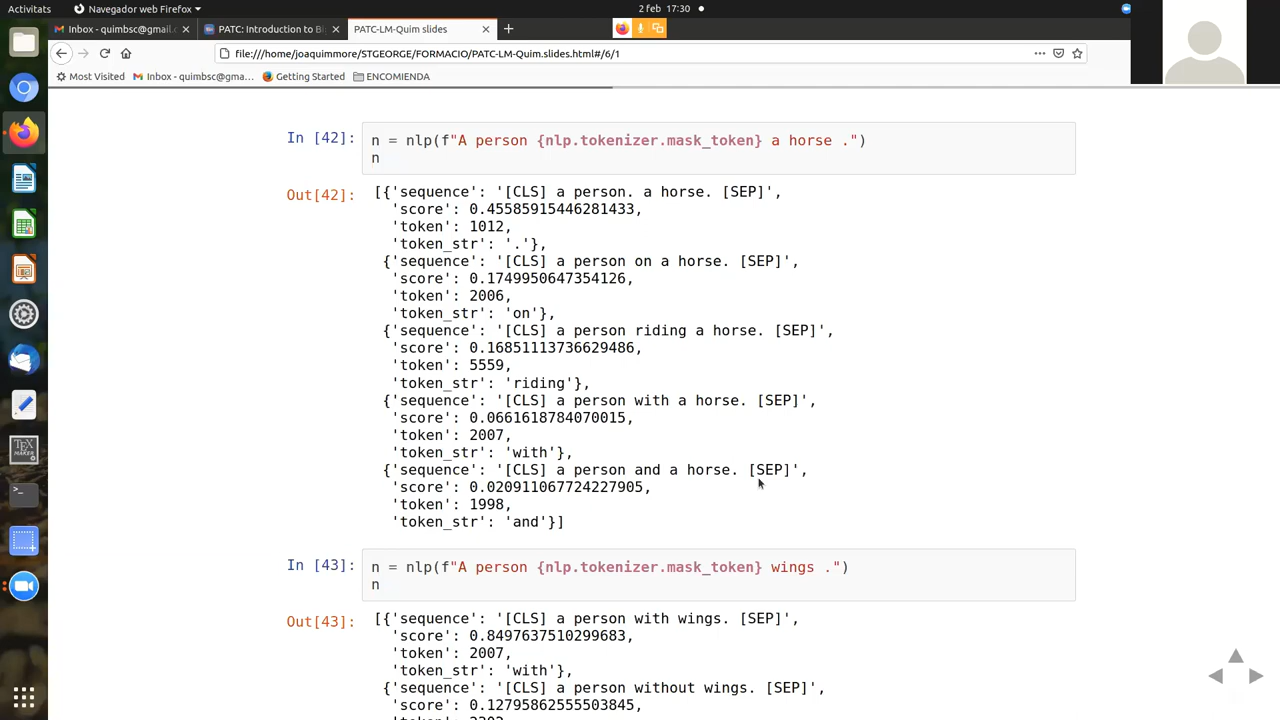 Activitats
Navegador web Firefox
2 feb 17:30
Inbox - quimbsc@gmail.c
PATC: Introduction to Bi
PATC-LM-Quim slides
file:///home/joaquimmore/STGEORGE/FORMACIO/PATC-LM-Quim.slides.html#/6/1
Most Visited
Inbox - quimbsc@gma...
Getting Started
ENCOMIENDA
In [42]:
n = nlp(f"A person {nlp.tokenizer.mask_token} a horse .")
n
Out[42]:
[{'sequence': '[CLS] a person. a horse. [SEP]',
'score': 0.45585915446281433,
'token': 1012,
'token_str': '.'},
{'sequence': '[CLS] a person on a horse. [SEP]',
'score': 0.1749950647354126,
'token': 2006,
'token_str': 'on'},
{'sequence': '[CLS] a person riding a horse. [SEP]',
'score': 0.16851113736629486,
'token': 5559,
'token_str': 'riding'},
{'sequence': '[CLS] a person with a horse. [SEP]',
'score': 0.0661618784070015,
'token': 2007,
'token_str': 'with'},
{'sequence': '[CLS] a person and a horse. [SEP]',
'score': 0.020911067724227905,
'token': 1998,
'token_str': 'and'}]
In [43]:
n = nlp(f"A person {nlp.tokenizer.mask_token} wings .")
n
Out[43]:
[{'sequence': '[CLS] a person with wings. [SEP]',
'score': 0.8497637510299683,
'token': 2007,
'token_str': 'with'},
{'sequence': '[CLS] a person without wings. [SEP]',
'score': 0.12795862555503845,